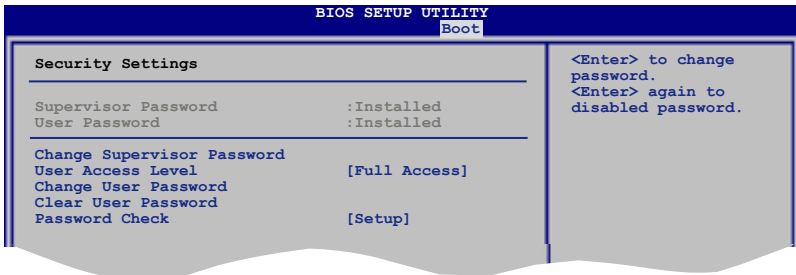 BIOS SETUP UTILITY
Boot
Security Settings
Supervisor Password :Installed
User Password :Installed
Change Supervisor Password
User Access Level [Full Access]
Change User Password
Clear User Password
Password Check [Setup]
<Enter> to change
password.
<Enter> again to
disabled password.